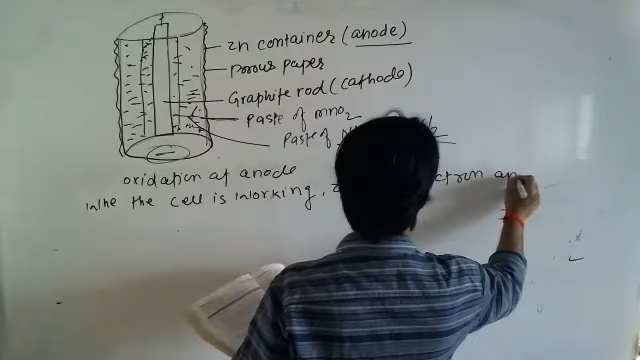 zn container (anode)
porous paper
Graphite rod (cathode)
paste of mno2
paste of
oxidation at anode
the cell is working,